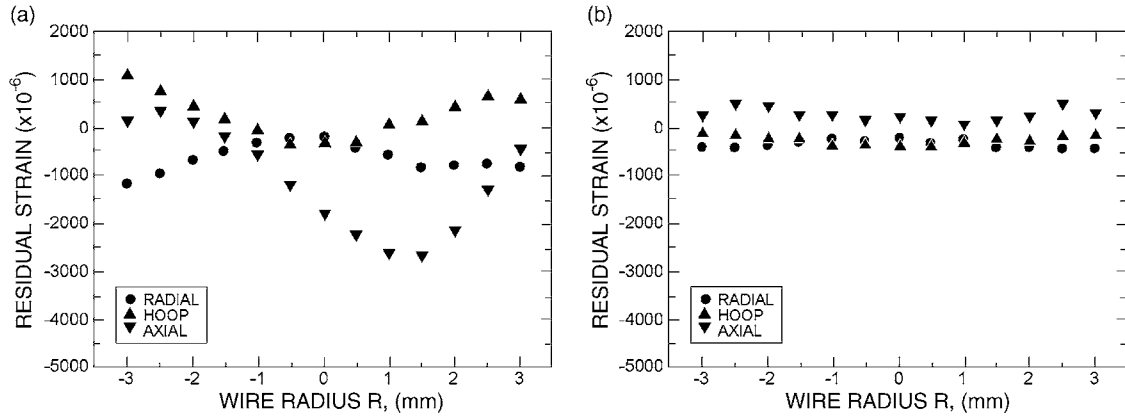 (a)
2000
1000
0
-1000
-2000
-3000
-4000
-5000
RESIDUAL STRAIN (x10-6)
RADIAL
HOOP
AXIAL
-3 -2 -1 0 1 2 3
WIRE RADIUS R, (mm)
(b)
2000
1000
0
-1000
-2000
-3000
-4000
-5000
RESIDUAL STRAIN (x10-6)
RADIAL
HOOP
AXIAL
-3 -2 -1 0 1 2 3
WIRE RADIUS R, (mm)